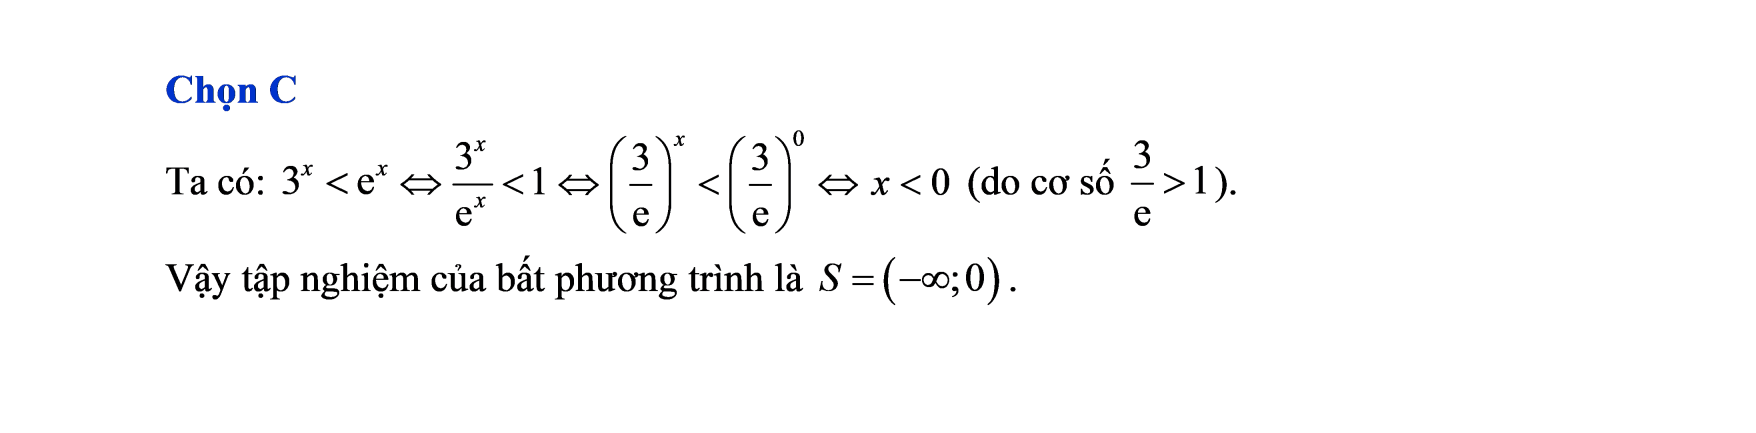 Chọn C
Ta có: 3^x < e^x ⇔ 3^x/e^x < 1 ⇔ (3/e)^x < (3/e)^0 ⇔ x < 0 (do cơ số 3/e > 1).
Vậy tập nghiệm của bất phương trình là S = (−∞;0).